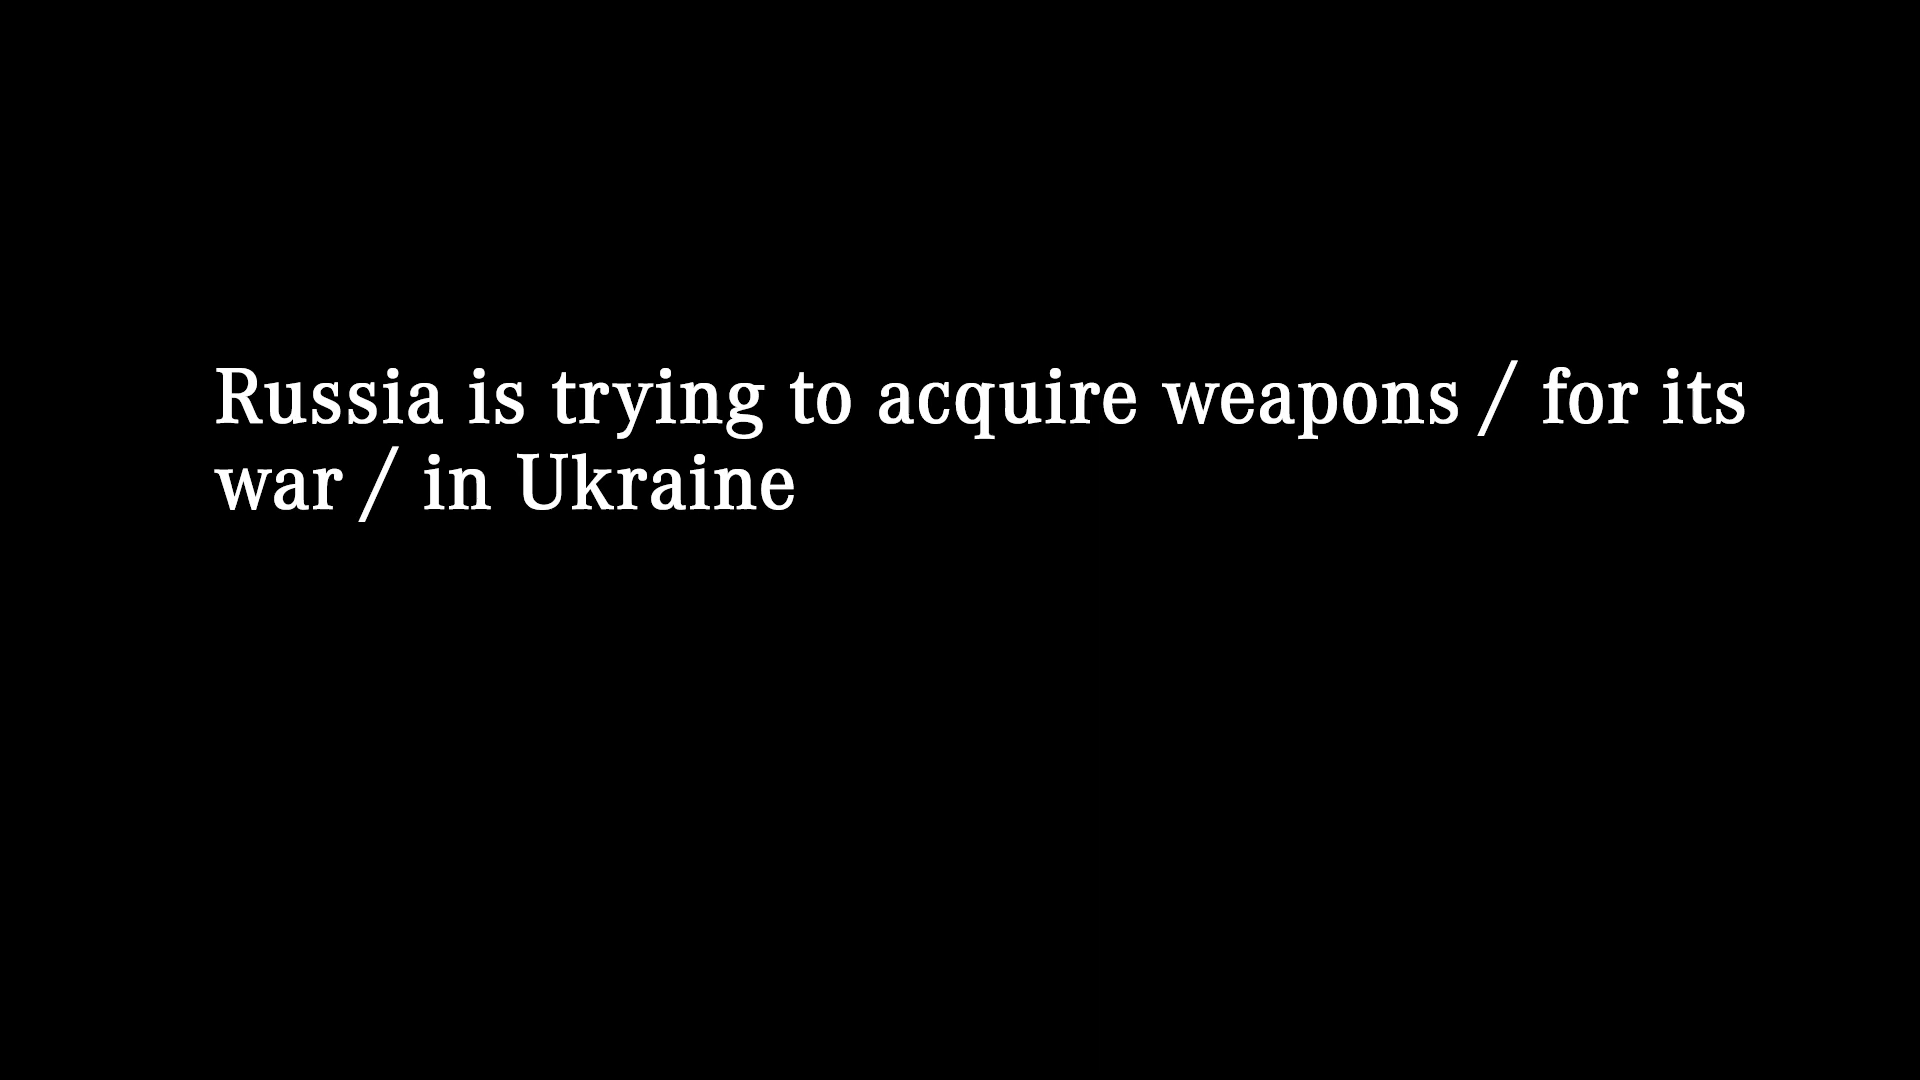 Russia is trying to acquire weapons / for its
war / in Ukraine